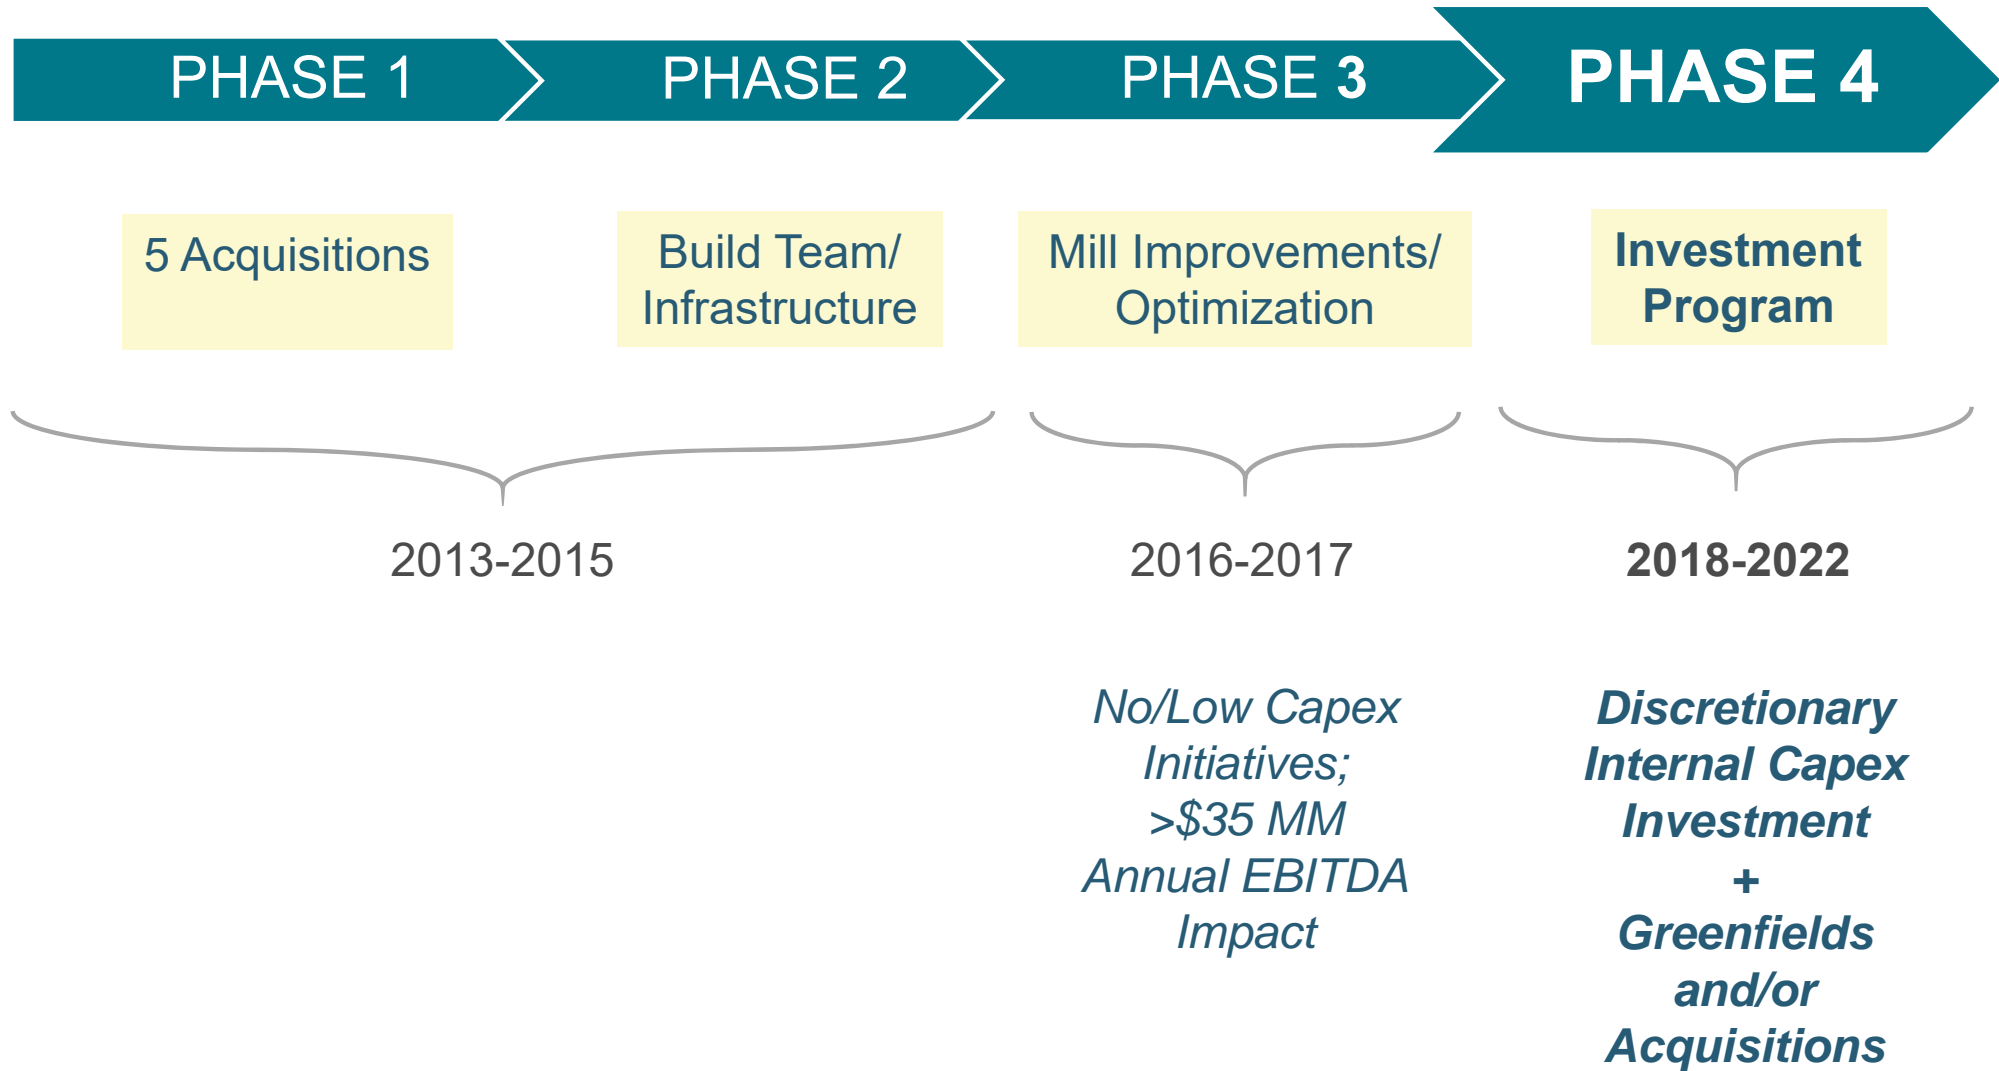 PHASE 1
PHASE 2
PHASE 3
PHASE 4
5 Acquisitions
Build Team/
Infrastructure
Mill Improvements/
Optimization
Investment
Program
2013-2015
2016-2017
2018-2022
No/Low Capex
Initiatives;
>$35 MM
Annual EBITDA
Impact
Discretionary
Internal Capex
Investment
+
Greenfields
and/or
Acquisitions